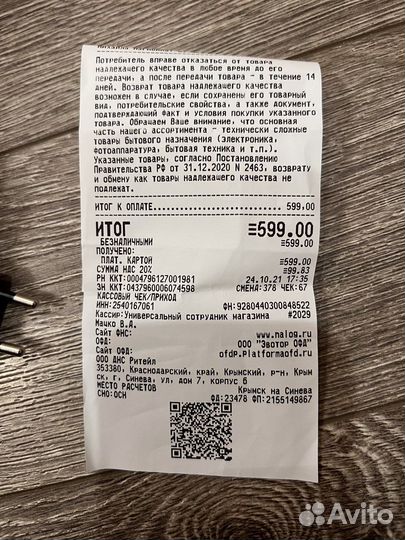 Потребитель вправе отказаться от товара
надлежащего качества в любое время до его
передачи, а после передачи товара - в течение 14
дней. Возврат товара надлежащего качества
возможен в случае, если сохранены его товарный
вид, потребительские свойства, а также документ,
подтверждающий факт и условия покупки указанного
товара. Обращаем Ваше внимание, что основная
часть нашего ассортимента - технически сложные
товары бытового назначения (электроника,
фотоаппаратура, бытовая техника и т.п.).
Указанные товары, согласно Постановлению
Правительства РФ от 31.12.2020 N 2463, возврату
и обмену как товары надлежащего качества не
подлежат.
ИТОГ К ОПЛАТЕ 599,00
ИТОГ ≡599.00
БЕЗНАЛИЧНЫМИ ≡599.00
ПОЛУЧЕНО:
ПЛАТ. КАРТОЙ ≡599.00
СУММА НДС 20% ≡99.83
РН ККТ:0004796127001981 24.10.21 17:35
ЗН ККТ:0437960006074598 СМЕНА:378 ЧЕК:67
КАССОВЫЙ ЧЕК/ПРИХОД
ИНН:2540167061 ФН:9280440300848522
Кассир:Универсальный сотрудник магазина #2029
Мачко В.А.
Сайт ФНС: www.nalog.ru
ОФД: ООО "Эвотор ОФД"
Сайт ОФД: ofdp.platformaofd.ru
ООО ДНС Ритейл
353380, Краснодарский, край, Крымский, р-н, Крым
ск, г, Синева, ул, дом 7, корпус 6
МЕСТО РАСЧЕТОВ Крымск на Синева
СНО:ОСН ФД:23478 ФП:2155149867
Avito